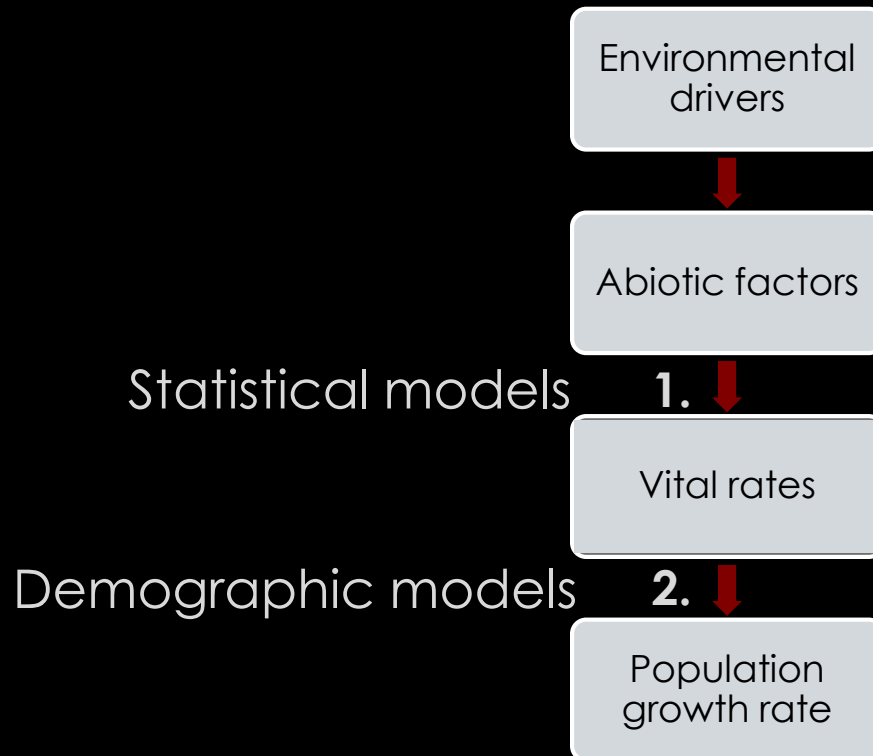 Environmental
drivers
Abiotic factors
Statistical models 1.
Vital rates
Demographic models 2.
Population
growth rate